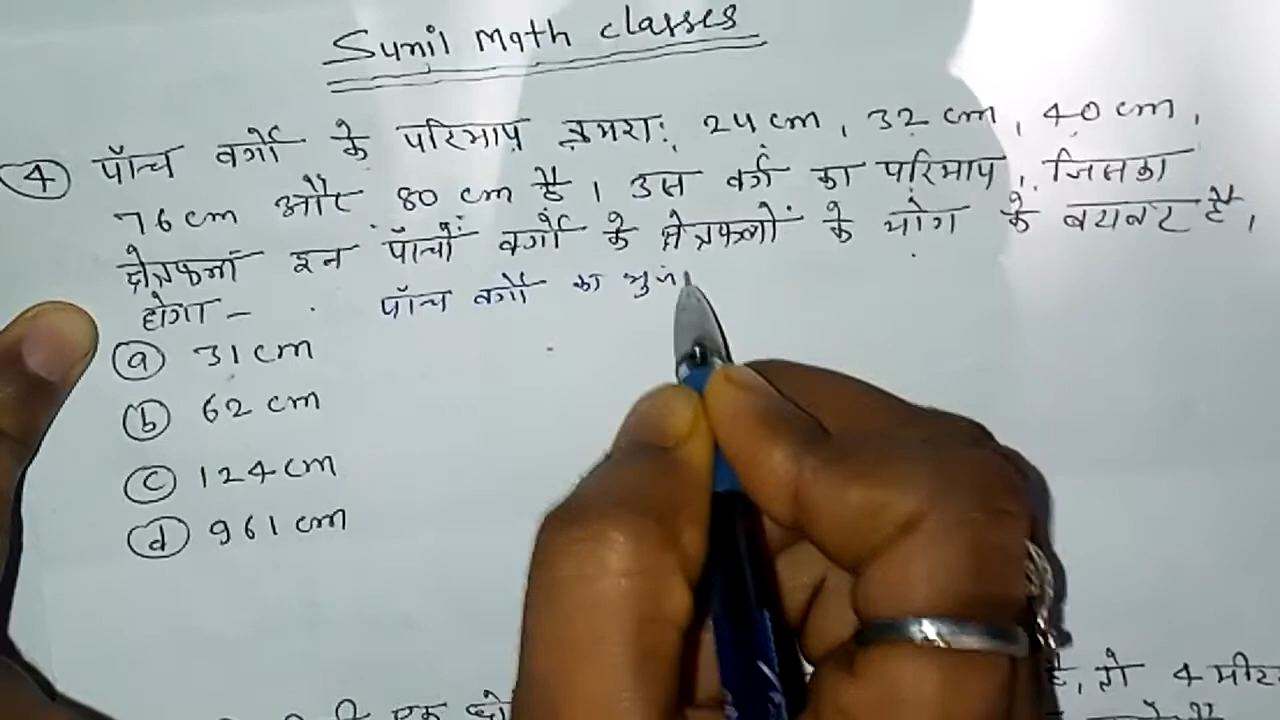 Sunil Math classes
④ पाँच वर्गों के परिमाप क्रमशः 24 cm, 32 cm, 40 cm,
76 cm और 80 cm है। उस वर्ग का परिमाप, जिसका
क्षेत्रफल इन पाँचों वर्गों के क्षेत्रफलों के योग के बराबर है,
होगा -
पाँच वर्गों का भुज
ⓐ 31 cm
ⓑ 62 cm
ⓒ 124 cm
ⓓ 961 cm
है, तो 4 मीटर
एक